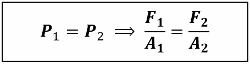 P₁ = P₂ ⟹ F₁/A₁ = F₂/A₂